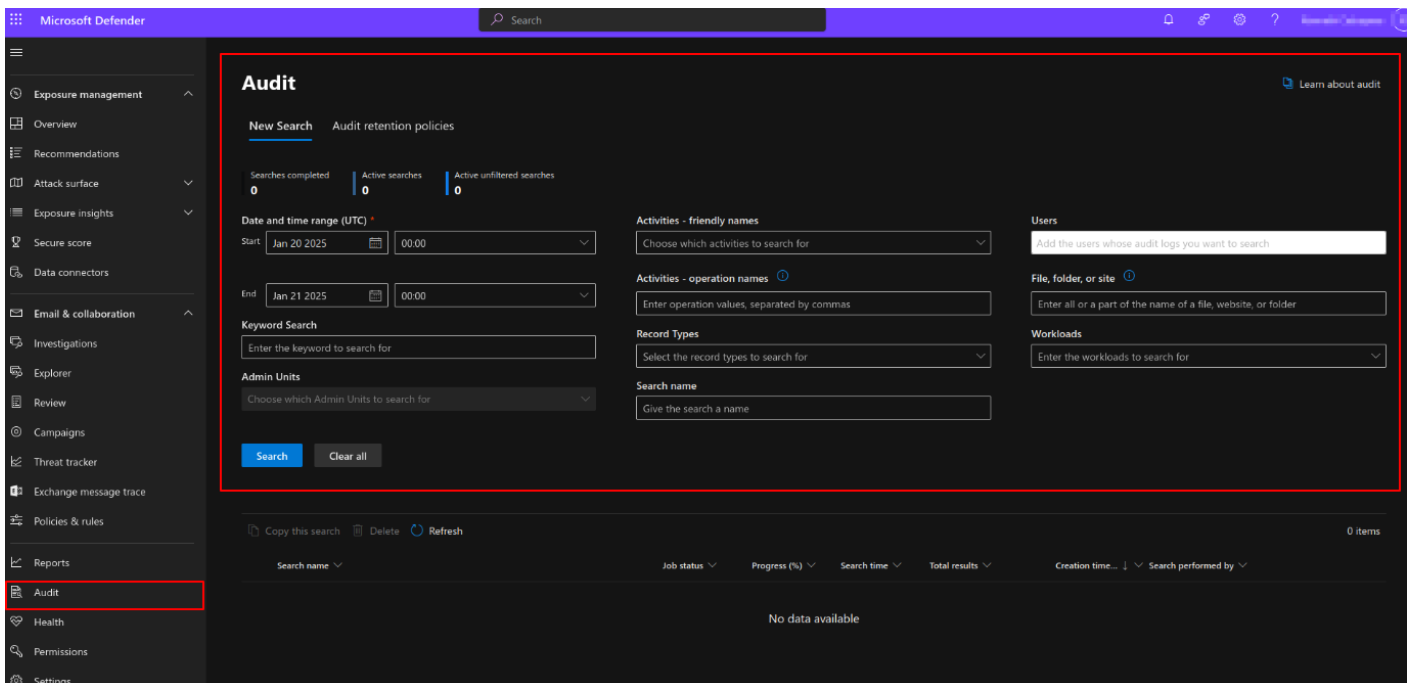 Microsoft Defender
Search
?
Exposure management
Overview
Recommendations
Attack surface
Exposure insights
Secure score
Data connectors
Email & collaboration
Investigations
Explorer
Review
Campaigns
Threat tracker
Exchange message trace
Policies & rules
Reports
Audit
Health
Permissions
Settings
Audit
Learn about audit
New Search Audit retention policies
Searches completed Active searches Active unfiltered searches
0 0 0
Date and time range (UTC) *
Start Jan 20 2025 00:00
End Jan 21 2025 00:00
Keyword Search
Enter the keyword to search for
Admin Units
Choose which Admin Units to search for
Activities - friendly names
Choose which activities to search for
Activities - operation names
Enter operation values, separated by commas
Record Types
Select the record types to search for
Search name
Give the search a name
Users
Add the users whose audit logs you want to search
File, folder, or site
Enter all or a part of the name of a file, website, or folder
Workloads
Enter the workloads to search for
Search Clear all
Copy this search Delete Refresh 0 items
Search name Job status Progress (%) Search time Total results Creation time... ↓ Search performed by
No data available